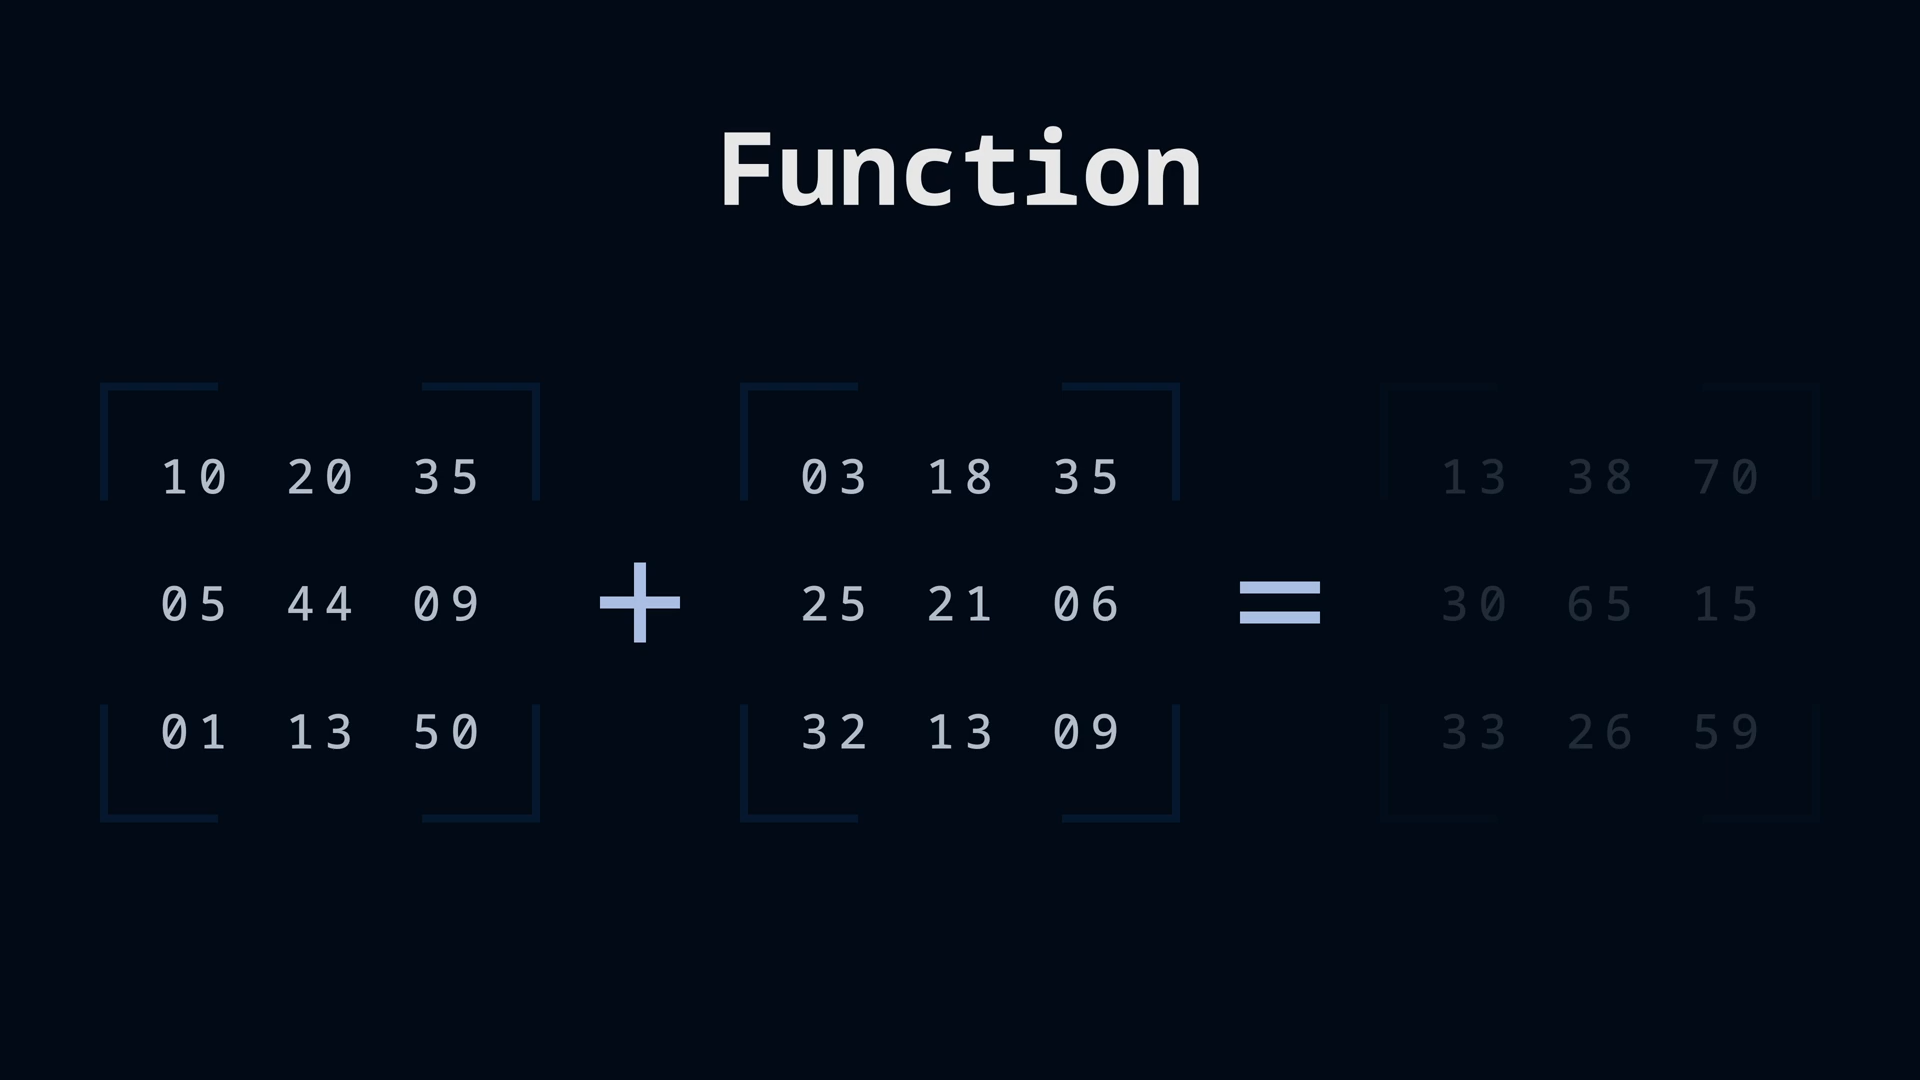 Function
10 20 35 03 18 35 13 38 70
05 44 09 + 25 21 06 = 30 65 15
01 13 50 32 13 09 33 26 59